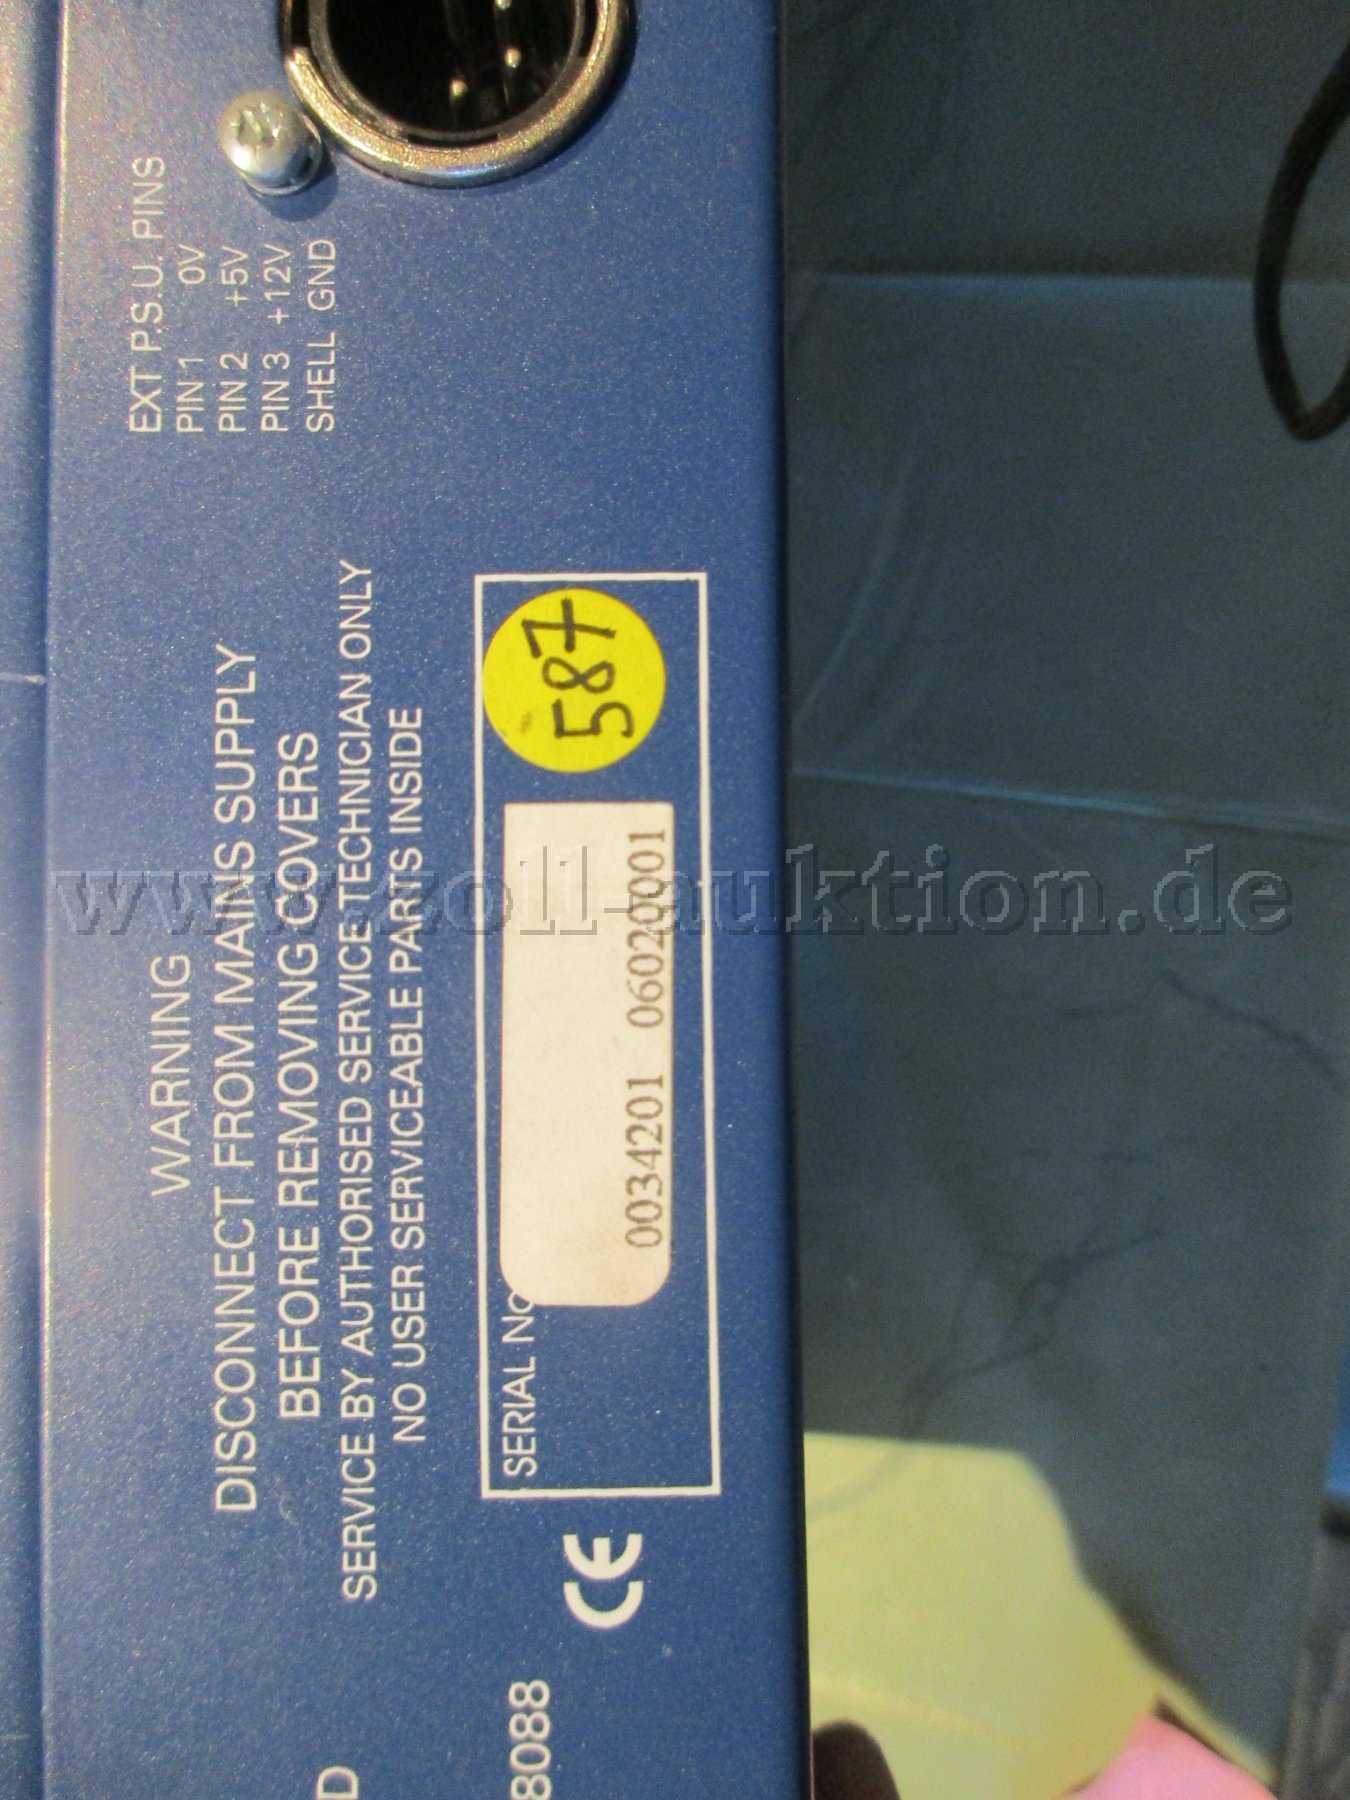 EXT P.S.U. PINS
PIN 1 0V
PIN 2 +5V
PIN 3 +12V
SHELL GND
WARNING
DISCONNECT FROM MAINS SUPPLY
BEFORE REMOVING COVERS
SERVICE BY AUTHORISED SERVICE TECHNICIAN ONLY
NO USER SERVICEABLE PARTS INSIDE
SERIAL No
0034201 06020001
587
CE
D
8088
www.zoll-auktion.de